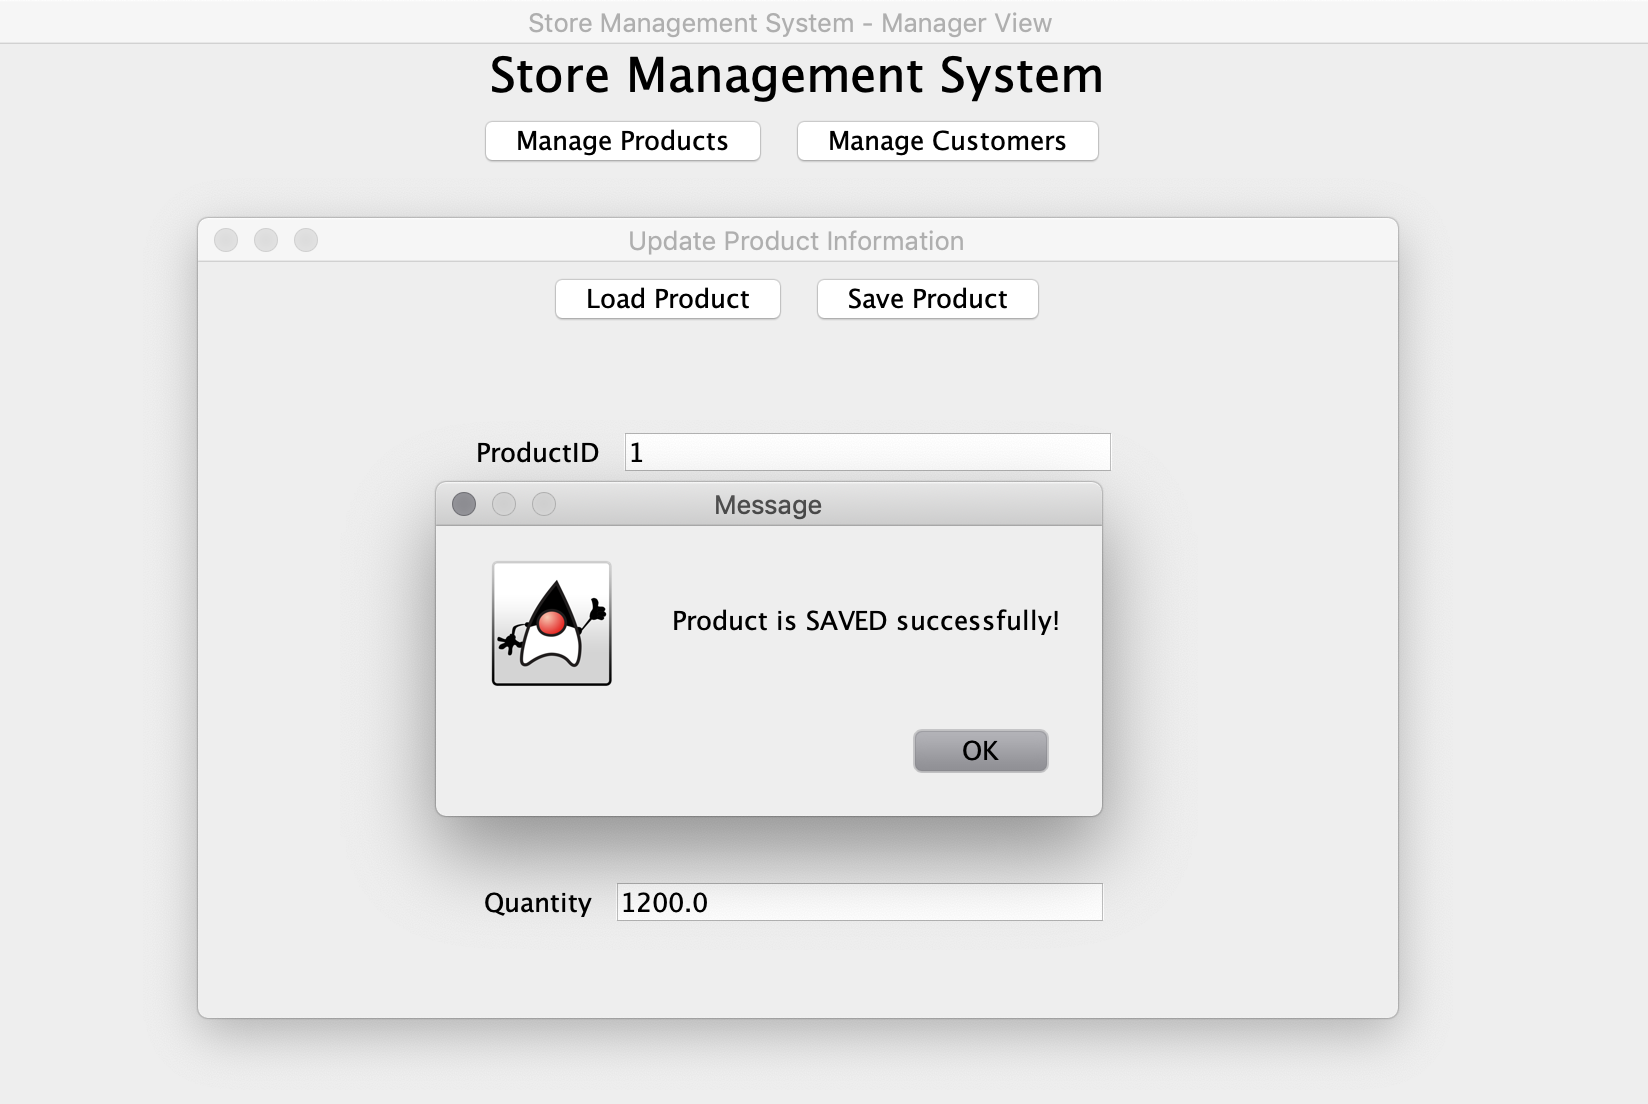 Store Management System - Manager View
Store Management System
Manage Products Manage Customers
Update Product Information
Load Product Save Product
ProductID 1
Message
Product is SAVED successfully!
OK
Quantity 1200.0